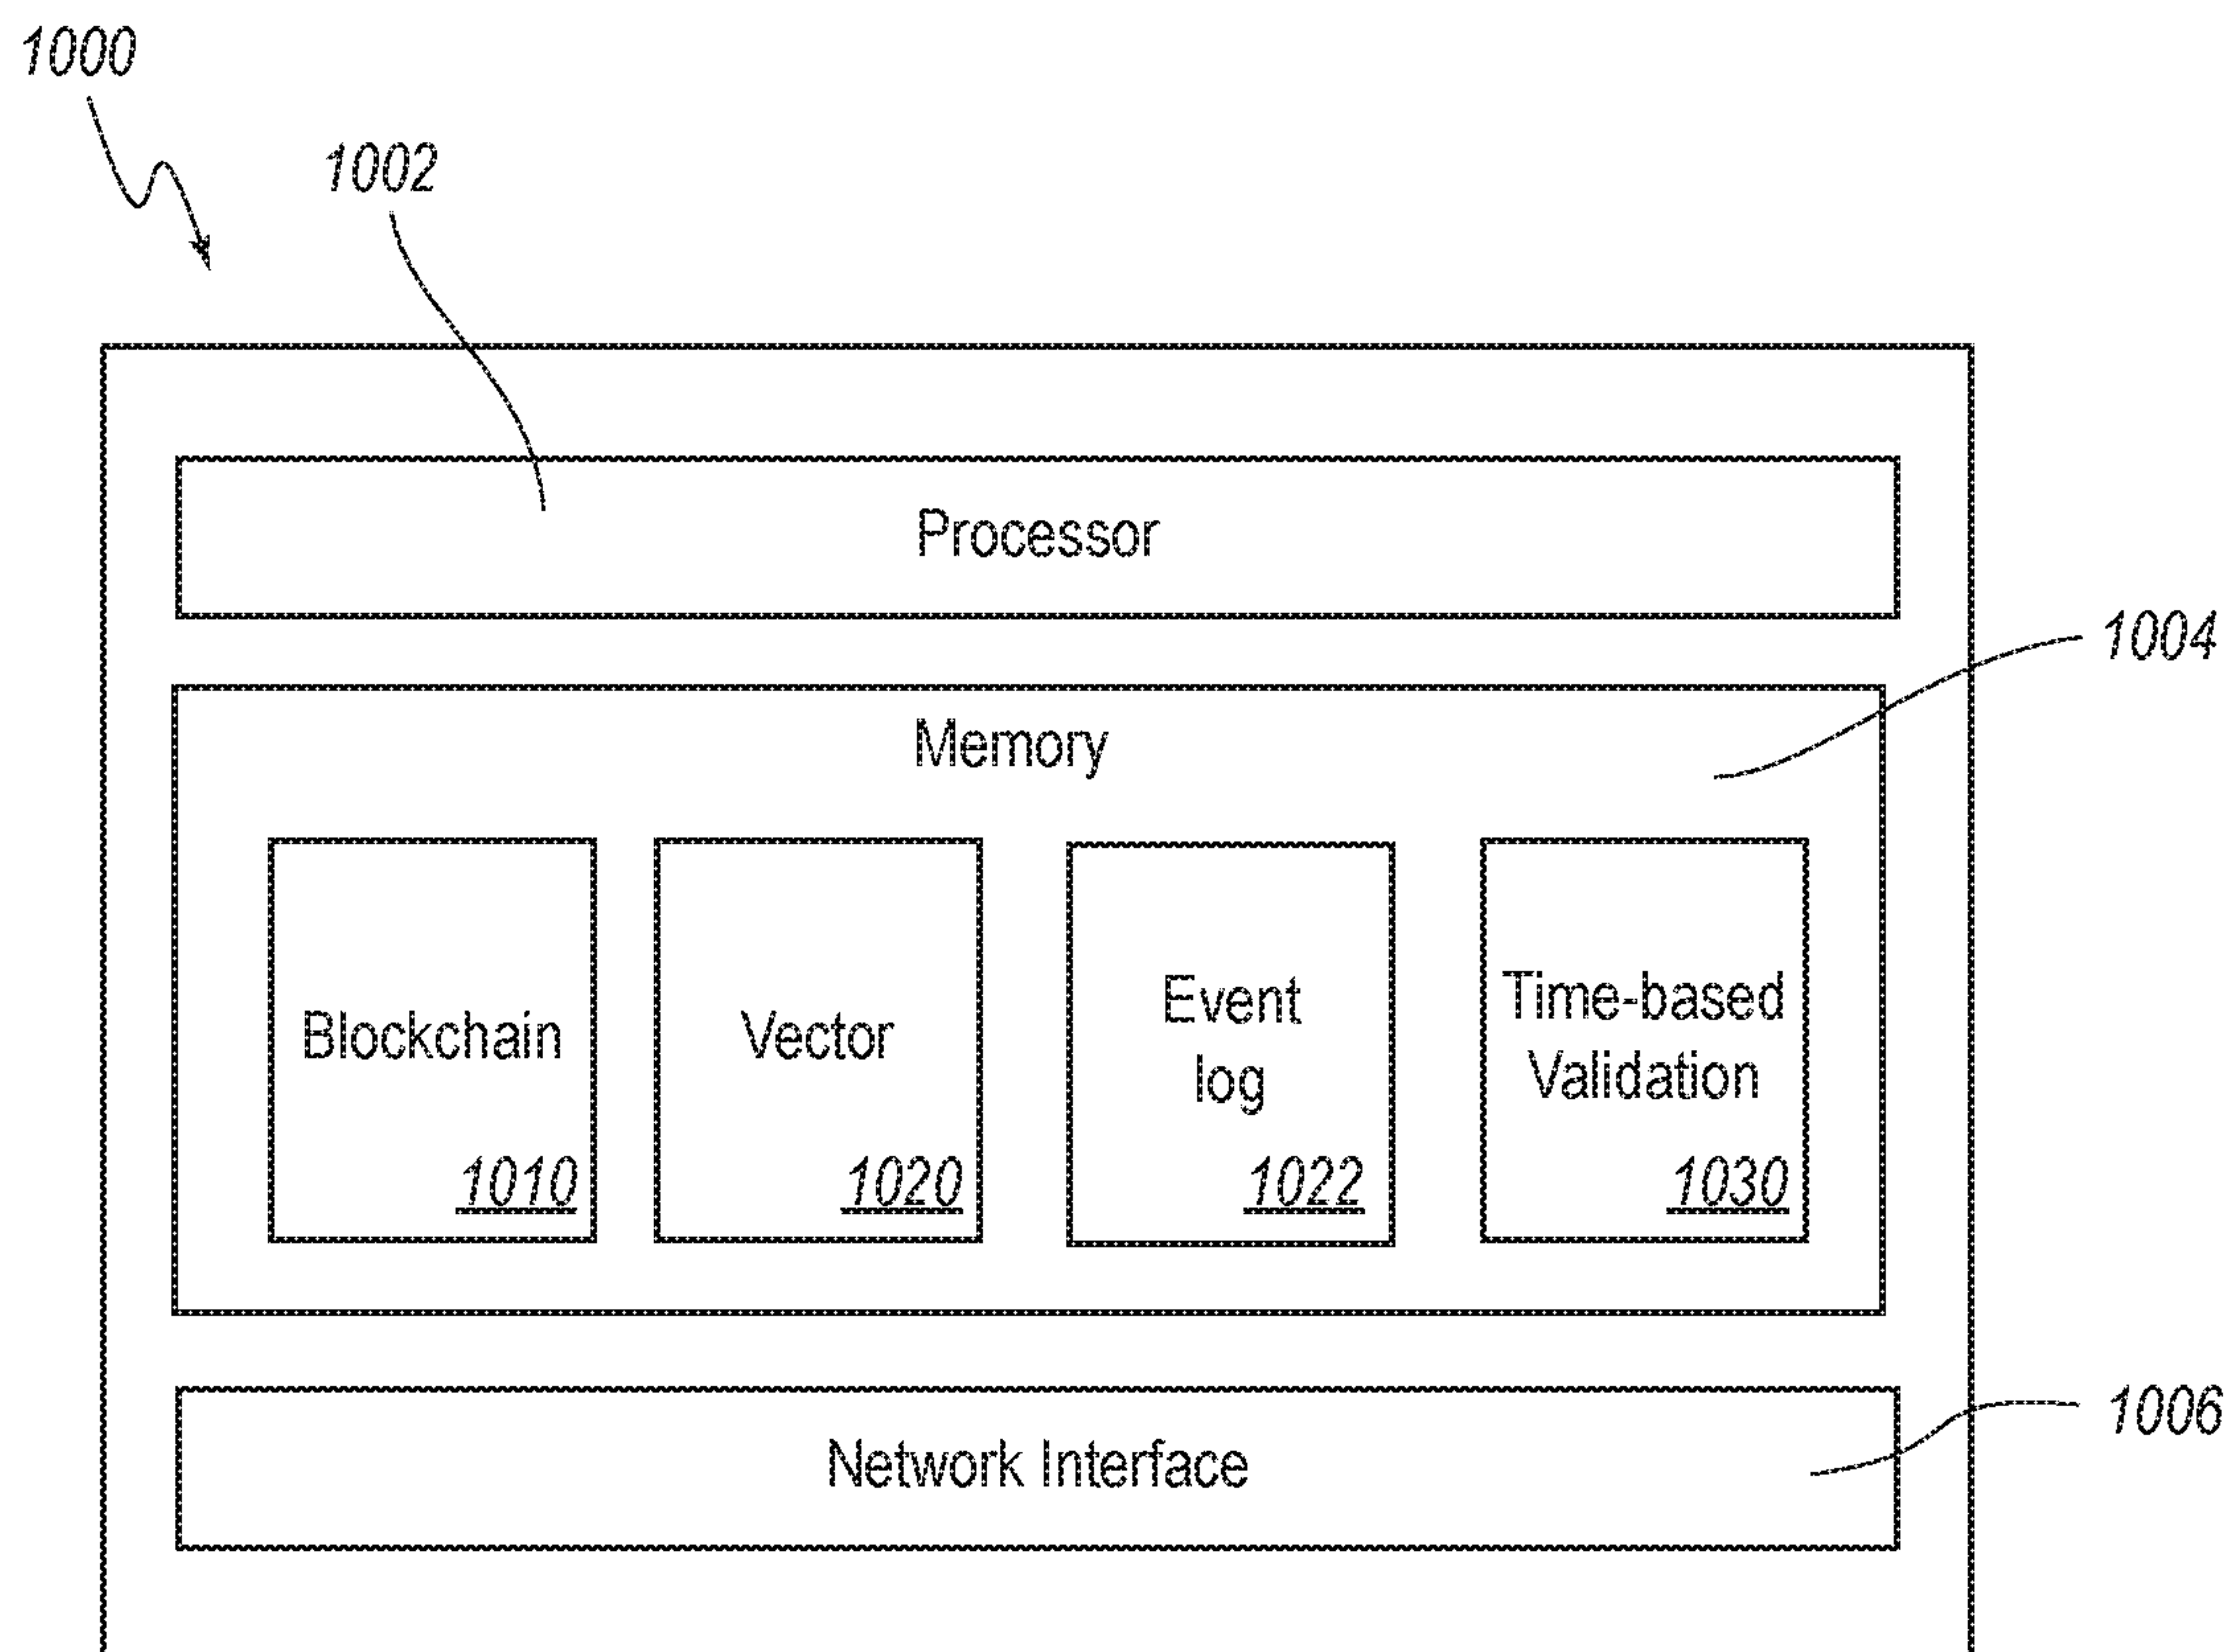 1000
1002
Processor
1004
Memory
Blockchain
1010
Vector
1020
Event
log
1022
Time-based
Validation
1030
Network Interface
1006